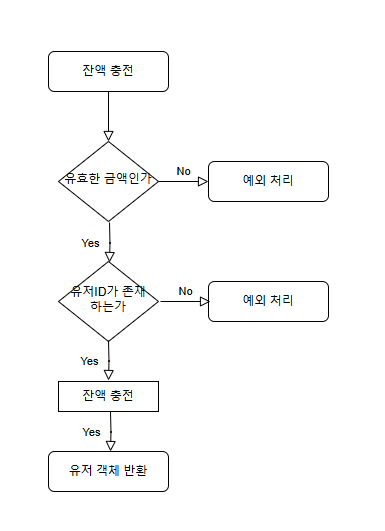 잔액 충전
유효한 금액인가
No
예외 처리
Yes
유저ID가 존재
하는가
No
예외 처리
Yes
잔액 충전
Yes
유저 객체 반환